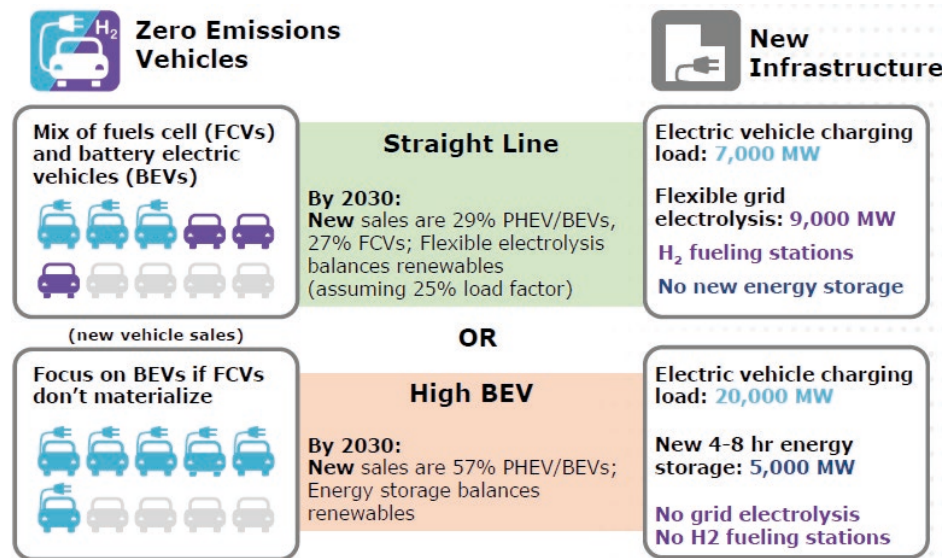 H₂
Zero Emissions
Vehicles
New
Infrastructure
Mix of fuels cell (FCVs)
and battery electric
vehicles (BEVs)
Straight Line
By 2030:
New sales are 29% PHEV/BEVs,
27% FCVs; Flexible electrolysis
balances renewables
(assuming 25% load factor)
Electric vehicle charging
load: 7,000 MW
Flexible grid
electrolysis: 9,000 MW
H₂ fueling stations
No new energy storage
(new vehicle sales)
OR
Focus on BEVs if FCVs
don’t materialize
High BEV
By 2030:
New sales are 57% PHEV/BEVs;
Energy storage balances
renewables
Electric vehicle charging
load: 20,000 MW
New 4-8 hr energy
storage: 5,000 MW
No grid electrolysis
No H2 fueling stations